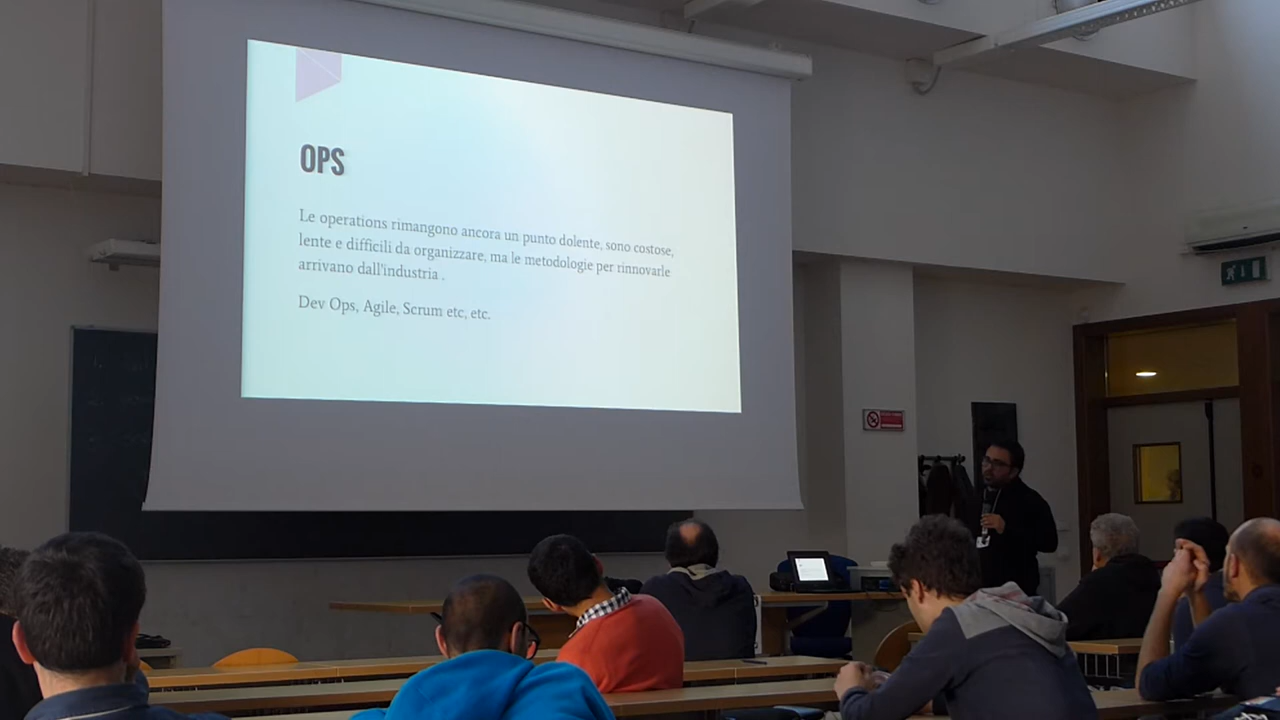 OPS
Le operations rimangono ancora un punto dolente, sono costose,
lente e difficili da organizzare, ma le metodologie per rinnovarle
arrivano dall'industria .
Dev Ops, Agile, Scrum etc, etc.